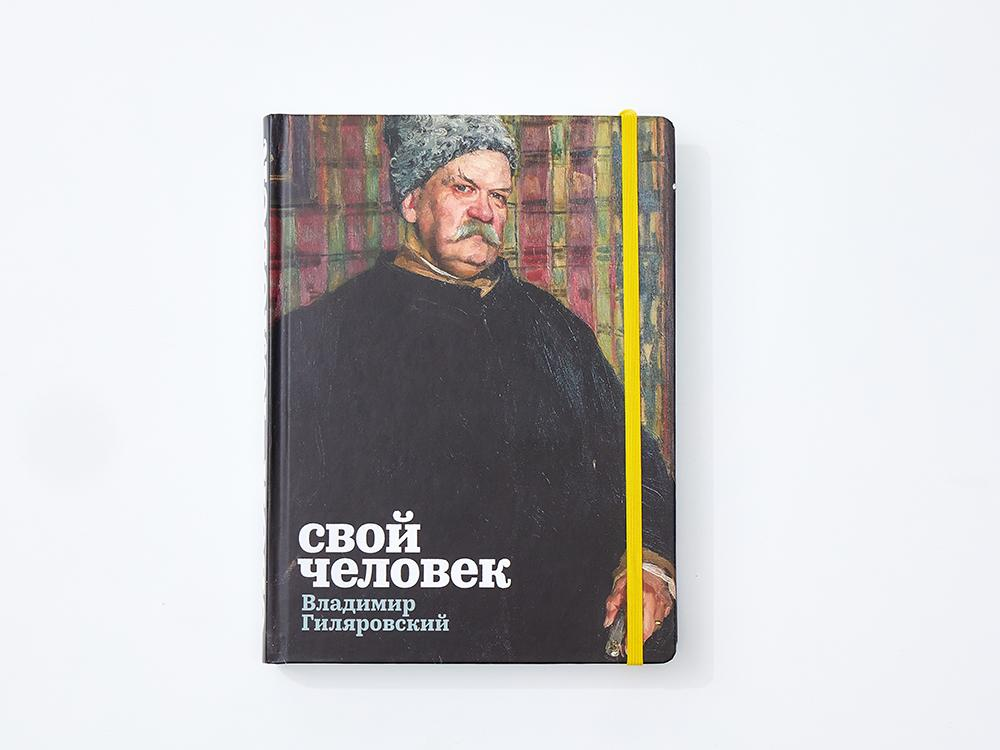 свой
человек
Владимир
Гиляровский